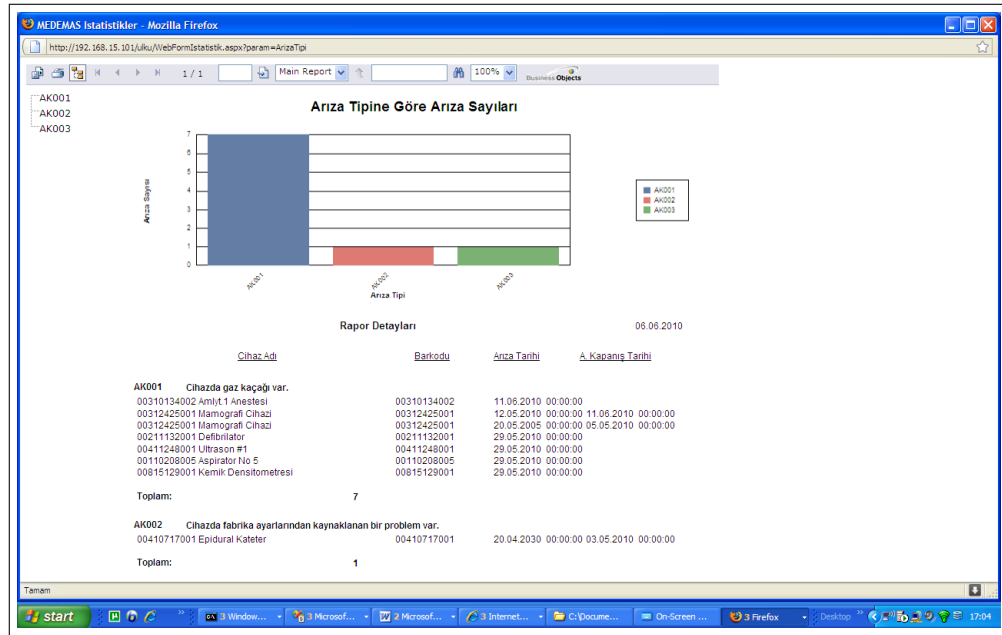 MEDEMAS Istatistikler - Mozilla Firefox
http://192.168.15.101/ulku/WebFormIstatistik.aspx?param=ArizaTipi
1 / 1 Main Report 100% Business Objects
AK001
AK002
AK003
Arıza Tipine Göre Arıza Sayıları
7
6
5
4
3
2
1
0
Arıza Sayısı
AK001
AK002
AK003
Arıza Tipi
AK001
AK002
AK003
Rapor Detayları 06.06.2010
Cihaz Adı Barkodu Arıza Tarihi A. Kapanış Tarihi
AK001 Cihazda gaz kaçağı var.
00310134002 Amlyt.1 Anestesi 00310134002 11.06.2010 00:00:00
00312425001 Mamografi Cihazi 00312425001 12.05.2010 00:00:00 11.06.2010 00:00:00
00312425001 Mamografi Cihazi 00312425001 20.05.2005 00:00:00 05.05.2010 00:00:00
00211132001 Defibrilator 00211132001 29.05.2010 00:00:00
00411248001 Ultrason #1 00411248001 29.05.2010 00:00:00
00110208005 Aspirator No 5 00110208005 29.05.2010 00:00:00
00815129001 Kemik Dansitometresi 00815129001 29.05.2010 00:00:00
Toplam: 7
AK002 Cihazda fabrika ayarlarından kaynaklanan bir problem var.
00410717001 Epidural Kateter 00410717001 20.04.2030 00:00:00 03.05.2010 00:00:00
Toplam: 1
Tamam
start 3 Window... 3 Microsof... 2 Microsof... 3 Internet... C:\Docume... On-Screen ... 3 Firefox Desktop 17:04